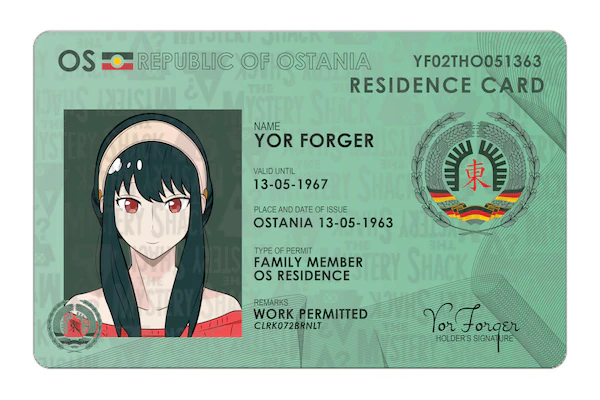 OS REPUBLIC OF OSTANIA
YF02THO051363
RESIDENCE CARD
NAME
YOR FORGER
VALID UNTIL
13-05-1967
PLACE AND DATE OF ISSUE
OSTANIA 13-05-1963
TYPE OF PERMIT
FAMILY MEMBER
OS RESIDENCE
REMARKS
WORK PERMITTED
CLRK072BRNLT
東
Yor Forger
HOLDER'S SIGNATURE
THE
MYSTERY SHACK